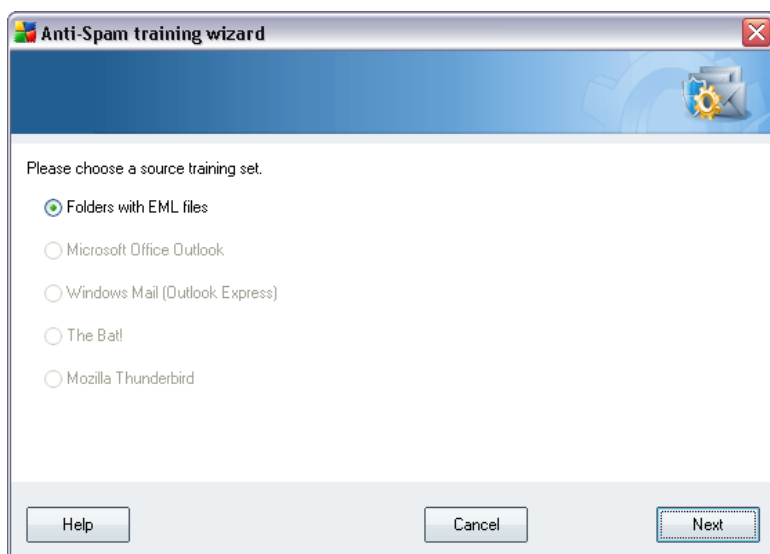 Anti-Spam training wizard
Please choose a source training set.
Folders with EML files
Microsoft Office Outlook
Windows Mail (Outlook Express)
The Bat!
Mozilla Thunderbird
Help
Cancel
Next